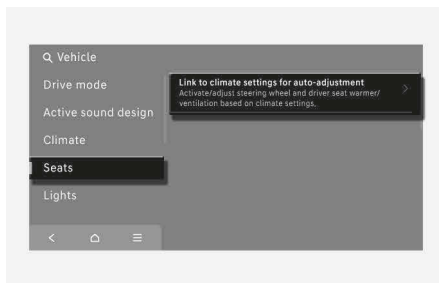 Vehicle
Drive mode
Active sound design
Climate
Seats
Lights
Link to climate settings for auto-adjustment
Activate/adjust steering wheel and driver seat warmer/
ventilation based on climate settings.